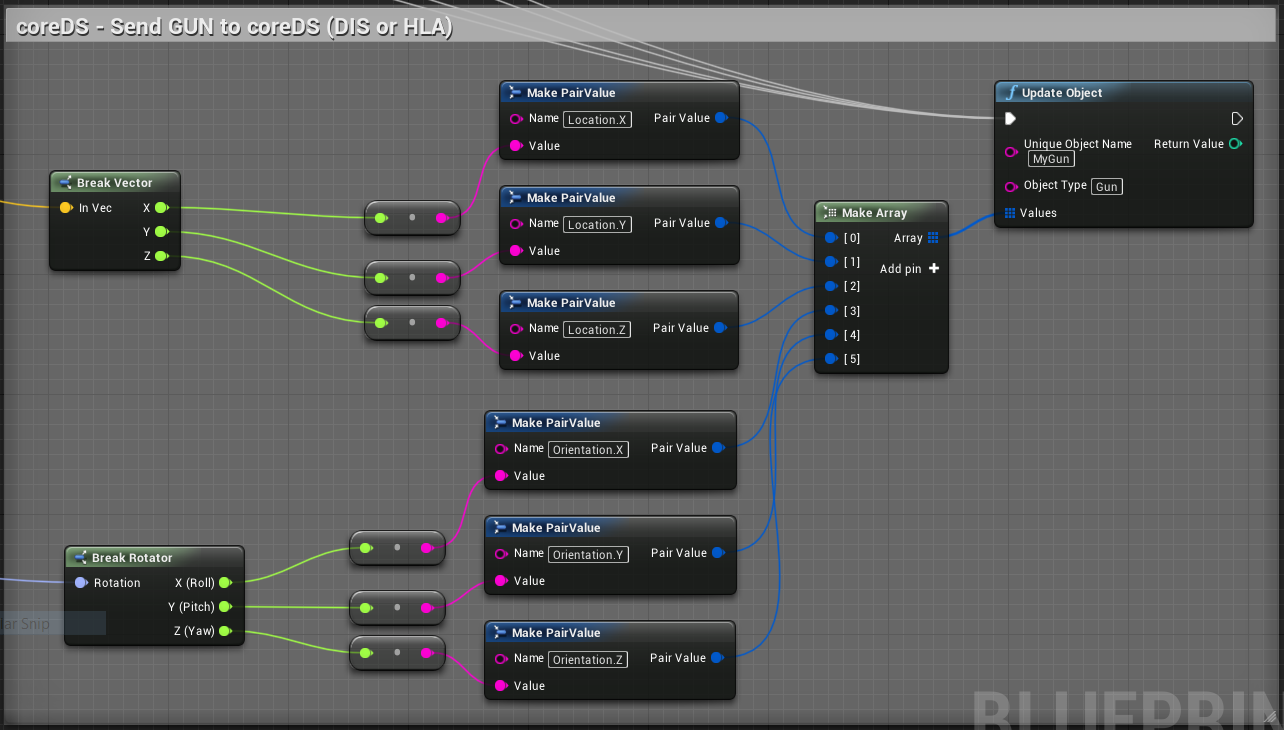 coreDS - Send GUN to coreDS (DIS or HLA)
Make PairValue
Name Location.X Pair Value
Value
Update Object
Unique Object Name Return Value
MyGun
Object Type Gun
Values
Break Vector
In Vec X
Y
Z
Make PairValue
Name Location.Y Pair Value
Value
Make Array
[0] Array
[1] Add pin
[2]
[3]
[4]
[5]
Make PairValue
Name Location.Z Pair Value
Value
Make PairValue
Name Orientation.X Pair Value
Value
Break Rotator
Rotation X (Roll)
Y (Pitch)
Z (Yaw)
Make PairValue
Name Orientation.Y Pair Value
Value
Make PairValue
Name Orientation.Z Pair Value
Value
Snip